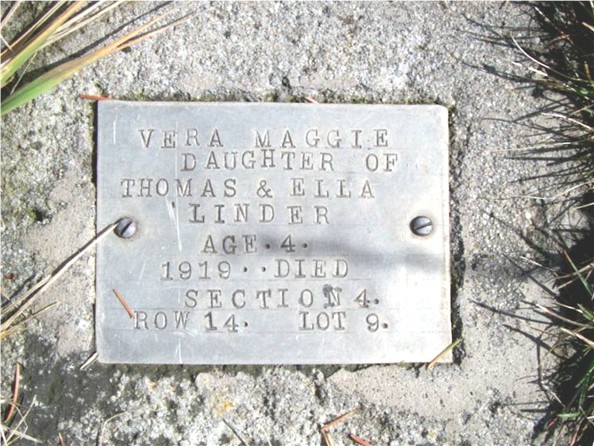 VERA MAGGIE
DAUGHTER OF
THOMAS & ELLA
LINDER
AGE. 4.
1919.. DIED
SECTION 4.
ROW 14. LOT 9.